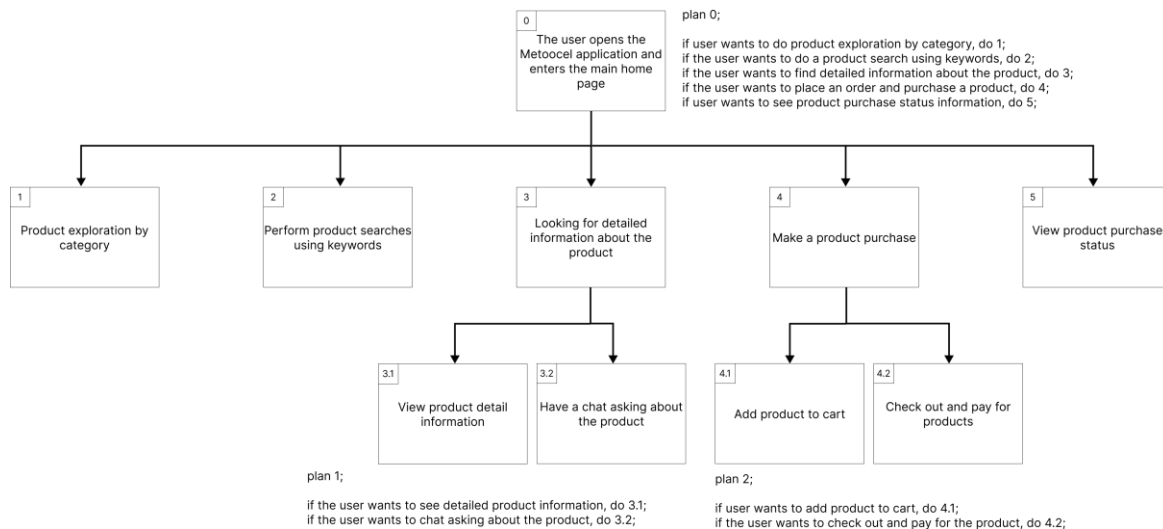 0
The user opens the
Metoocel application and
enters the main home
page
plan 0;
if user wants to do product exploration by category, do 1;
if the user wants to do a product search using keywords, do 2;
if the user wants to find detailed information about the product, do 3;
if the user wants to place an order and purchase a product, do 4;
if user wants to see product purchase status information, do 5;
1
Product exploration by
category
2
Perform product searches
using keywords
3
Looking for detailed
information about the
product
4
Make a product purchase
5
View product purchase
status
3.1
View product detail
information
3.2
Have a chat asking about
the product
4.1
Add product to cart
4.2
Check out and pay for
products
plan 1;
if the user wants to see detailed product information, do 3.1;
if the user wants to chat asking about the product, do 3.2;
plan 2;
if user wants to add product to cart, do 4.1;
if the user wants to check out and pay for the product, do 4.2;